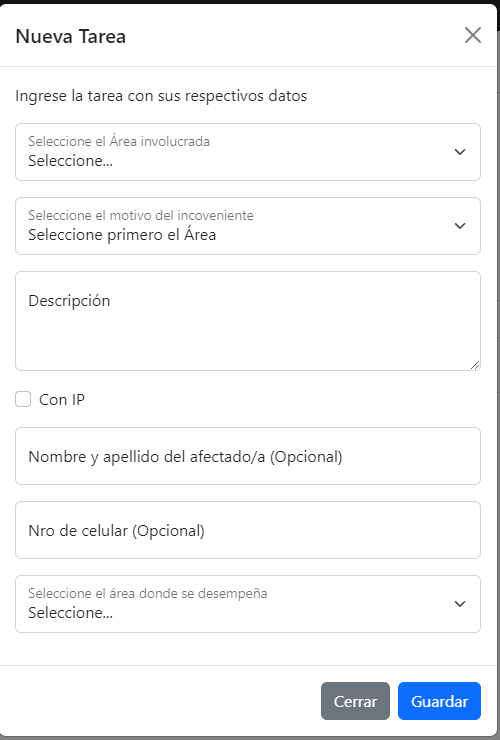 Nueva Tarea
Ingrese la tarea con sus respectivos datos
Seleccione el Área involucrada
Seleccione...
Seleccione el motivo del incoveniente
Seleccione primero el Área
Descripción
Con IP
Nombre y apellido del afectado/a (Opcional)
Nro de celular (Opcional)
Seleccione el área donde se desempeña
Seleccione...
Cerrar Guardar